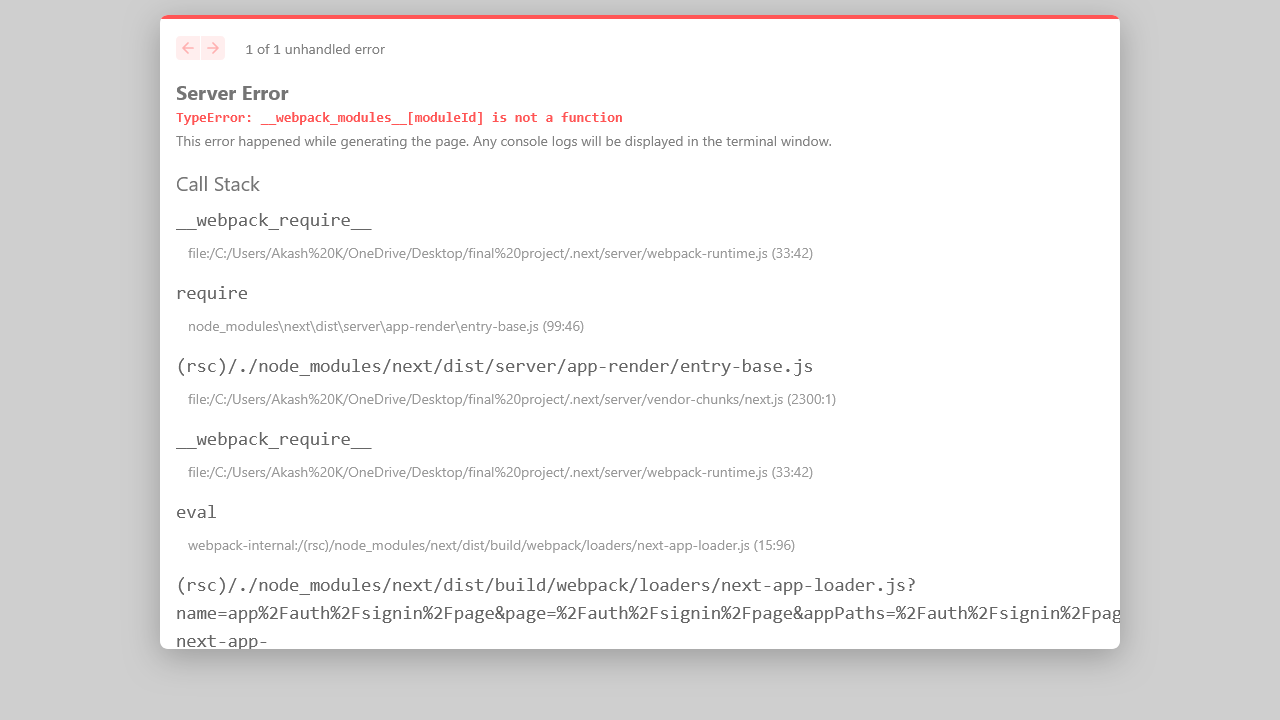 1 of 1 unhandled error
Server Error
TypeError: __webpack_modules__[moduleId] is not a function
This error happened while generating the page. Any console logs will be displayed in the terminal window.
Call Stack
__webpack_require__
file:/C:/Users/Akash%20K/OneDrive/Desktop/final%20project/.next/server/webpack-runtime.js (33:42)
require
node_modules\next\dist\server\app-render\entry-base.js (99:46)
(rsc)/./node_modules/next/dist/server/app-render/entry-base.js
file:/C:/Users/Akash%20K/OneDrive/Desktop/final%20project/.next/server/vendor-chunks/next.js (2300:1)
__webpack_require__
file:/C:/Users/Akash%20K/OneDrive/Desktop/final%20project/.next/server/webpack-runtime.js (33:42)
eval
webpack-internal:/(rsc)/node_modules/next/dist/build/webpack/loaders/next-app-loader.js (15:96)
(rsc)/./node_modules/next/dist/build/webpack/loaders/next-app-loader.js?
name=app%2Fauth%2Fsignin%2Fpage&page=%2Fauth%2Fsignin%2Fpage&appPaths=%2Fauth%2Fsignin%2Fpag
next-app-